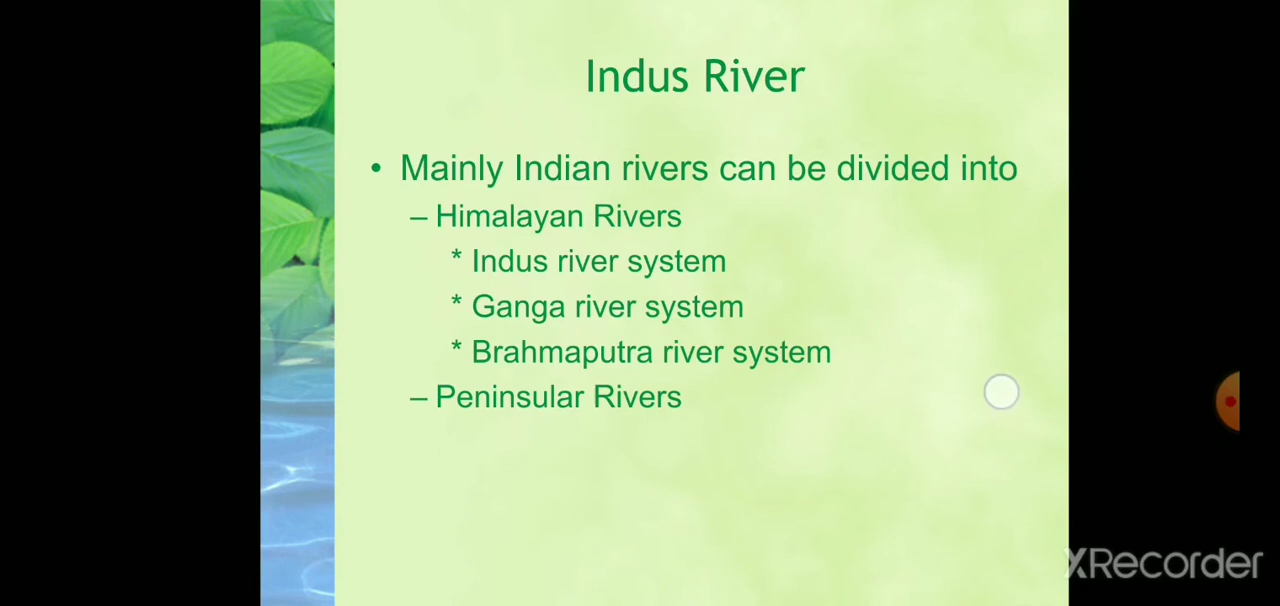 Indus River
• Mainly Indian rivers can be divided into
– Himalayan Rivers
* Indus river system
* Ganga river system
* Brahmaputra river system
– Peninsular Rivers
XRecorder